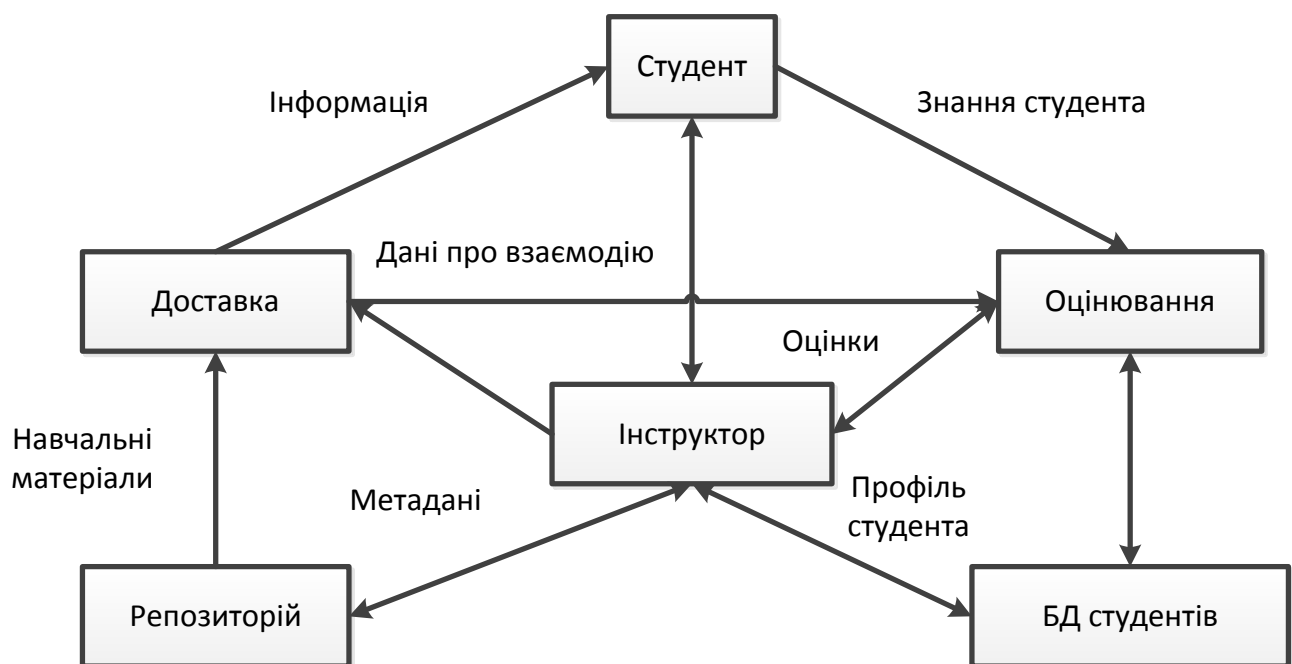 Студент
Інформація
Знання студента
Дані про взаємодію
Доставка
Оцінювання
Оцінки
Інструктор
Навчальні
матеріали
Метадані
Профіль
студента
Репозиторій
БД студентів